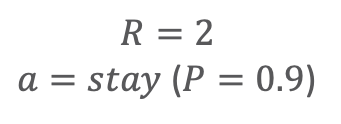 R = 2
a = stay (P = 0.9)